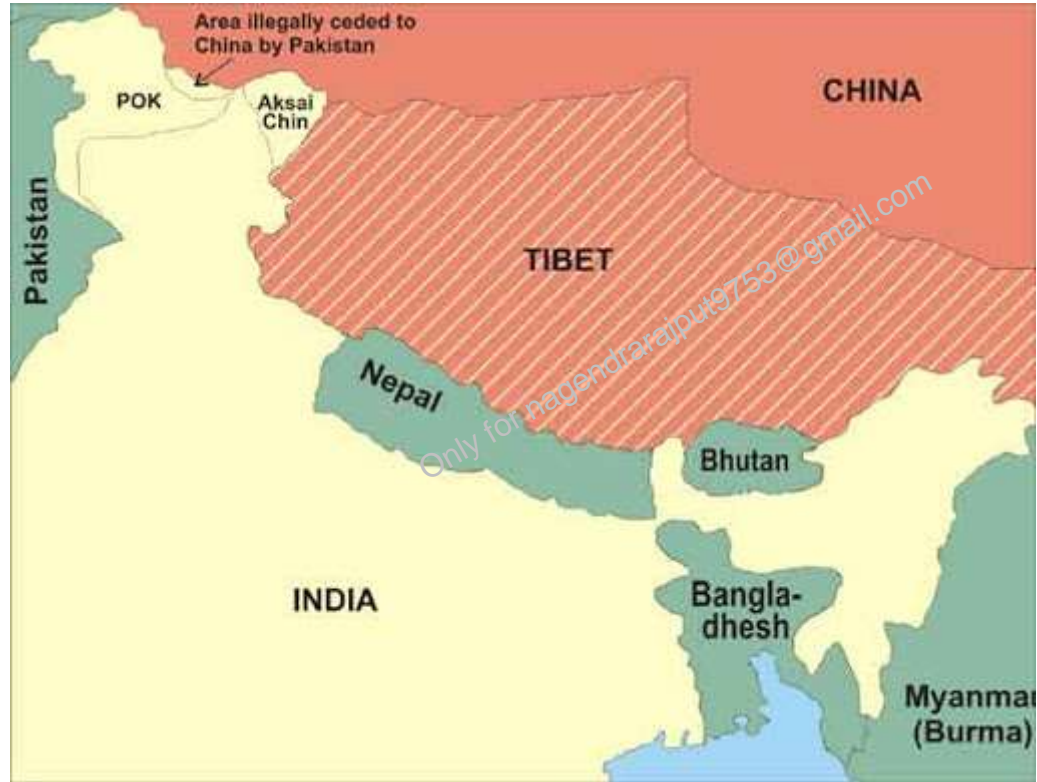 Area illegally ceded to
China by Pakistan
CHINA
POK
Aksai
Chin
Pakistan
TIBET
Only for nagendrarajput9753@gmail.com
Nepal
Bhutan
INDIA
Bangla-
dhesh
Myanmar
(Burma)